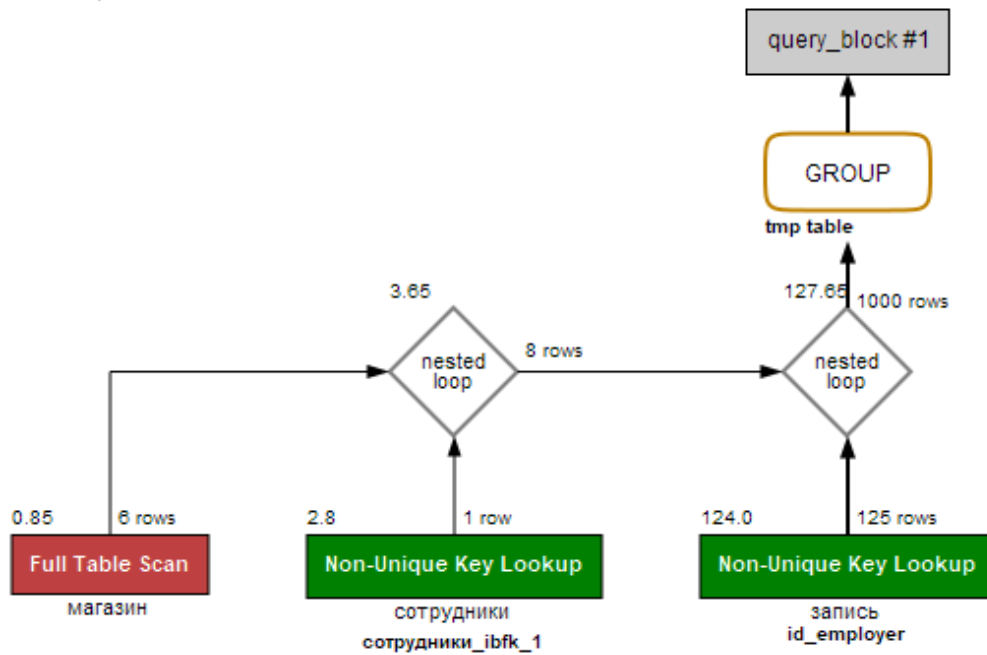 query_block #1
GROUP
tmp table
3.65
127.65
1000 rows
nested
loop
8 rows
nested
loop
0.85
6 rows
2.8
1 row
124.0
125 rows
Full Table Scan
Non-Unique Key Lookup
Non-Unique Key Lookup
магазин
сотрудники
запись
сотрудники_ibfk_1
id_employer